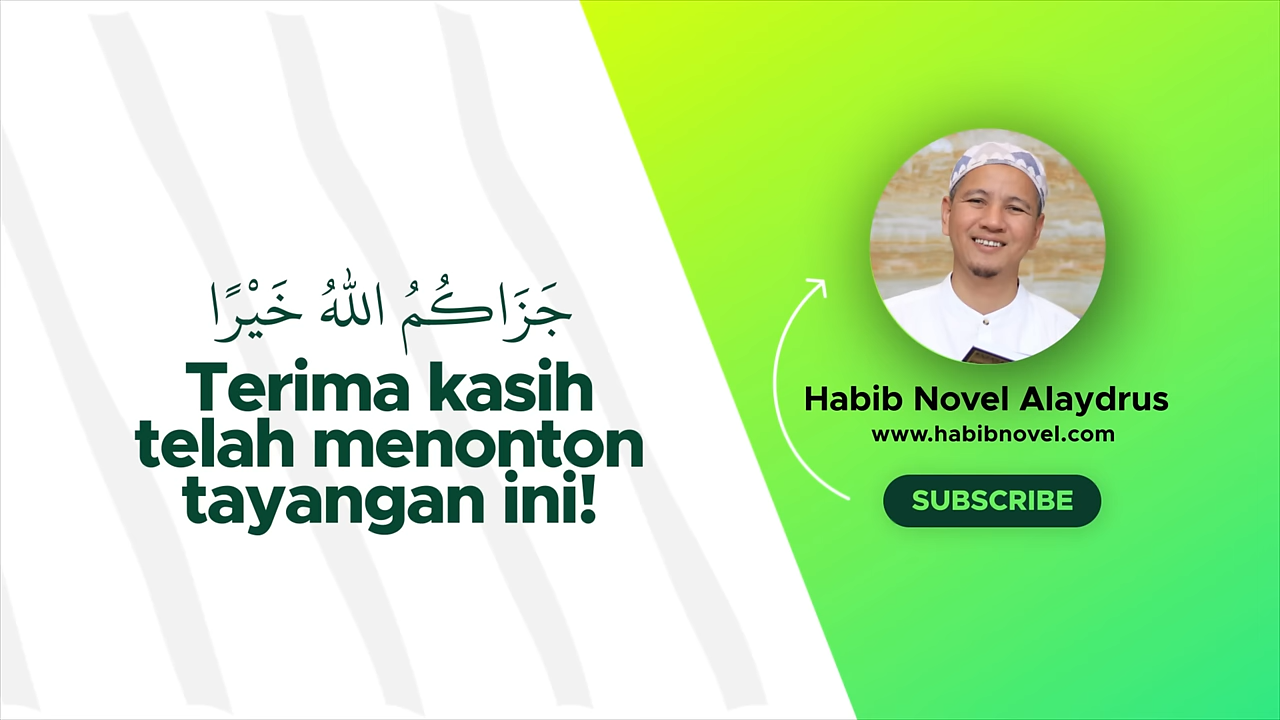 جَزَاكُمُ اللهُ خَيْرًا
Terima kasih
telah menonton
tayangan ini!
Habib Novel Alaydrus
www.habibnovel.com
SUBSCRIBE